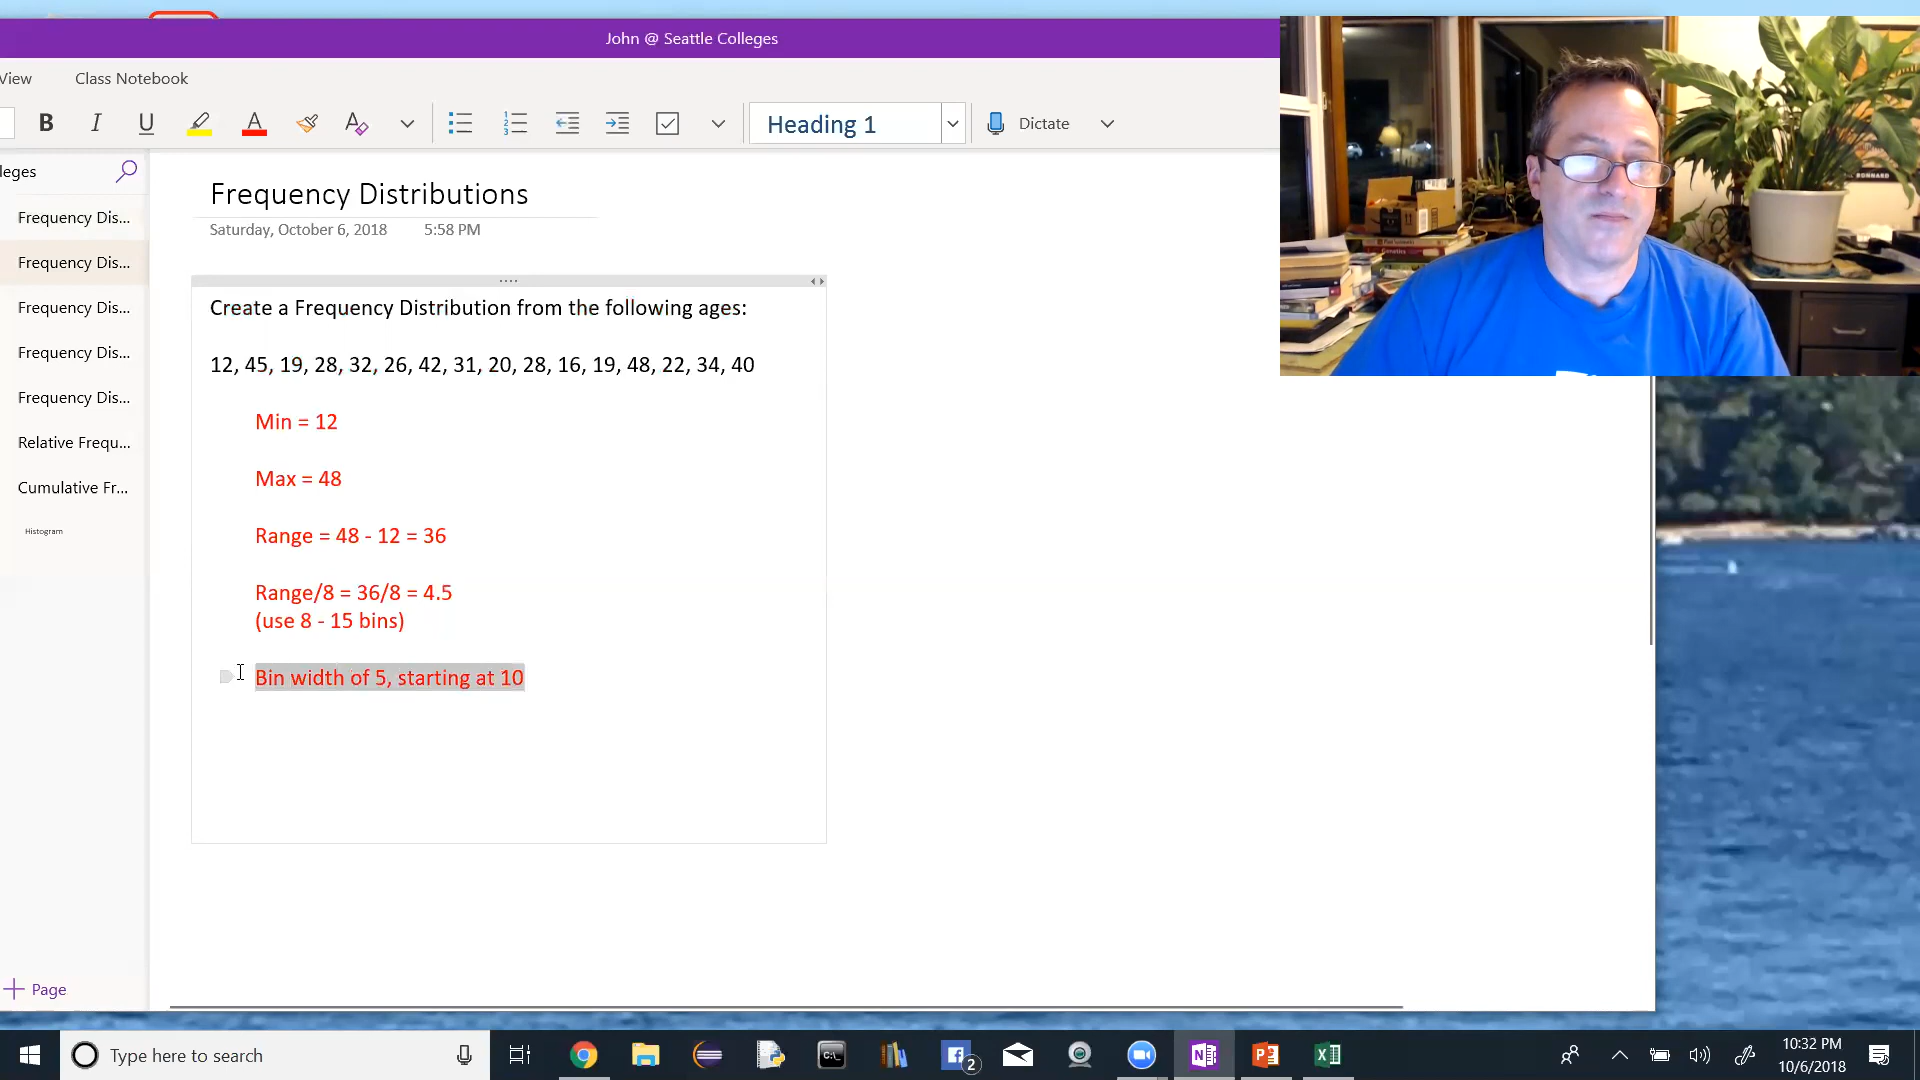 John @ Seattle Colleges
View
Class Notebook
B I U A A
Heading 1
Dictate
leges
Frequency Dis...
Frequency Dis...
Frequency Dis...
Frequency Dis...
Frequency Dis...
Relative Frequ...
Cumulative Fr...
Histogram
Page
Frequency Distributions
Saturday, October 6, 2018 5:58 PM
Create a Frequency Distribution from the following ages:
12, 45, 19, 28, 32, 26, 42, 31, 20, 28, 16, 19, 48, 22, 34, 40
Min = 12
Max = 48
Range = 48 - 12 = 36
Range/8 = 36/8 = 4.5
(use 8 - 15 bins)
Bin width of 5, starting at 10
Type here to search
2
10:32 PM
10/6/2018